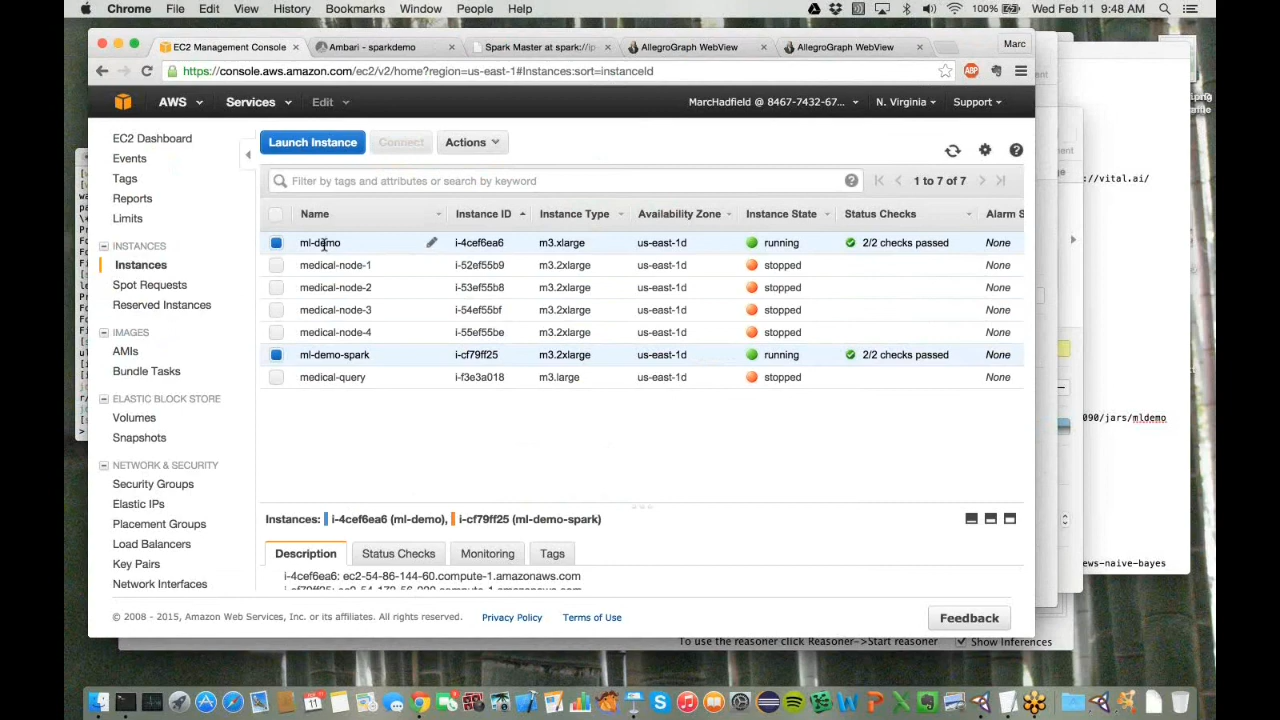 Chrome File Edit View History Bookmarks Window People Help 100% Wed Feb 11 9:48 AM
EC2 Management Console × Ambari - sparkdemo × Spark Master at spark://ip- × AllegroGraph WebView × AllegroGraph WebView × Marc
https://console.aws.amazon.com/ec2/v2/home?region=us-east-1#Instances:sort=instanceId ABP
AWS Services Edit MarcHadfield @ 8467-7432-67... N. Virginia Support
EC2 Dashboard
Events
Tags
Reports
Limits
INSTANCES
Instances
Spot Requests
Reserved Instances
IMAGES
AMIs
Bundle Tasks
ELASTIC BLOCK STORE
Volumes
Snapshots
NETWORK & SECURITY
Security Groups
Elastic IPs
Placement Groups
Load Balancers
Key Pairs
Network Interfaces
Launch Instance Connect Actions
Filter by tags and attributes or search by keyword 1 to 7 of 7
Name Instance ID Instance Type Availability Zone Instance State Status Checks Alarm S
ml-demo i-4cef6ea6 m3.xlarge us-east-1d running 2/2 checks passed None
medical-node-1 i-52ef55b9 m3.2xlarge us-east-1d stopped None
medical-node-2 i-53ef55b8 m3.2xlarge us-east-1d stopped None
medical-node-3 i-54ef55bf m3.2xlarge us-east-1d stopped None
medical-node-4 i-55ef55be m3.2xlarge us-east-1d stopped None
ml-demo-spark i-cf79ff25 m3.2xlarge us-east-1d running 2/2 checks passed None
medical-query i-f3e3a018 m3.large us-east-1d stopped None
Instances: i-4cef6ea6 (ml-demo), i-cf79ff25 (ml-demo-spark)
Description Status Checks Monitoring Tags
i-4cef6ea6: ec2-54-86-144-60.compute-1.amazonaws.com
© 2008 - 2015, Amazon Web Services, Inc. or its affiliates. All rights reserved. Privacy Policy Terms of Use Feedback
To use the reasoner click Reasoner->Start reasoner Show Inferences
://vital.ai/
090/jars/mldemo
ews-naive-bayes